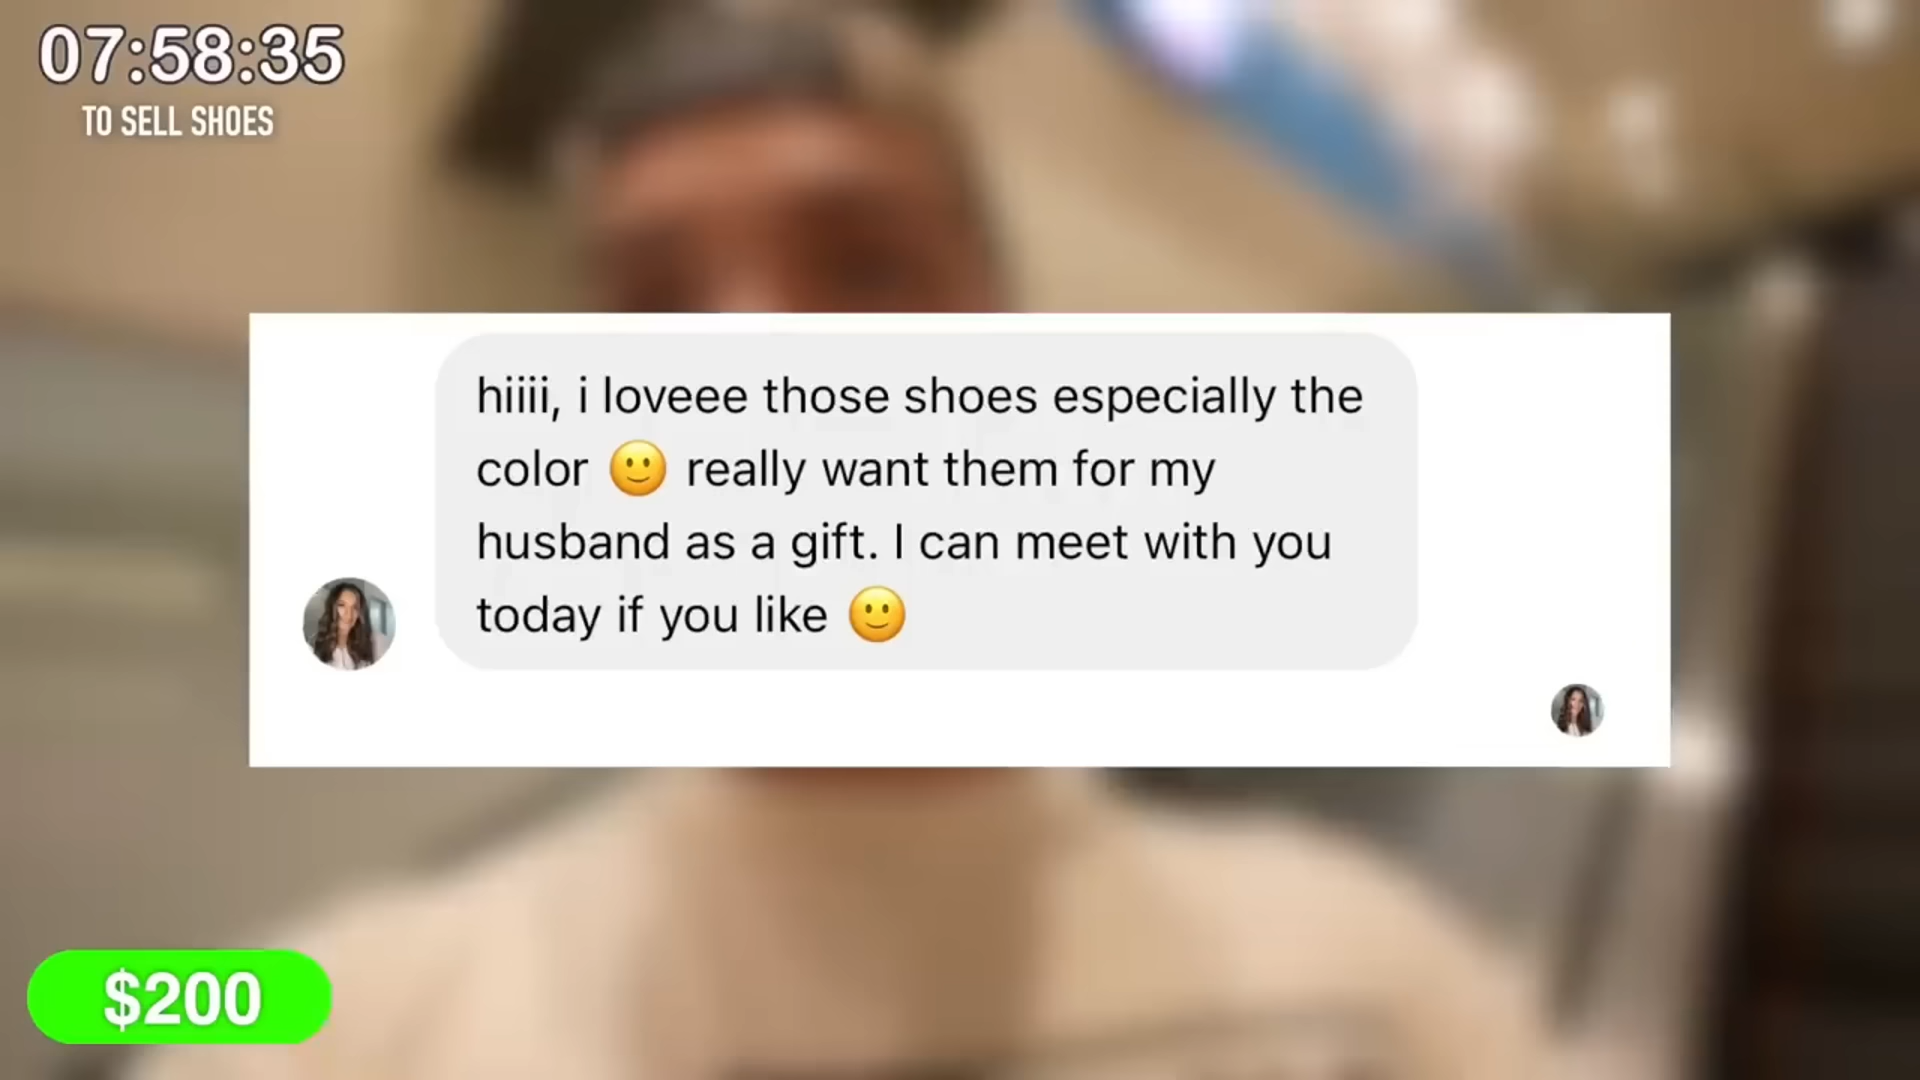 07:58:35
TO SELL SHOES
hiiii, i loveee those shoes especially the
color 🙂 really want them for my
husband as a gift. I can meet with you
today if you like 🙂
$200